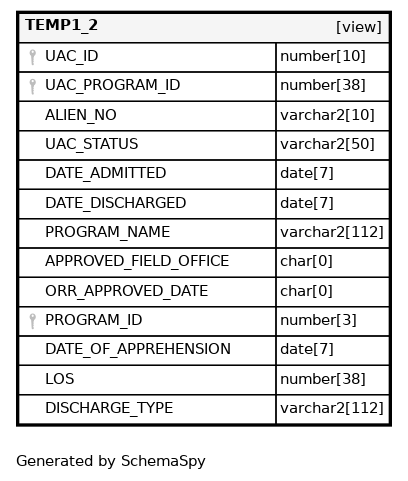 TEMP1_2 [view]
UAC_ID number[10]
UAC_PROGRAM_ID number[38]
ALIEN_NO varchar2[10]
UAC_STATUS varchar2[50]
DATE_ADMITTED date[7]
DATE_DISCHARGED date[7]
PROGRAM_NAME varchar2[112]
APPROVED_FIELD_OFFICE char[0]
ORR_APPROVED_DATE char[0]
PROGRAM_ID number[3]
DATE_OF_APPREHENSION date[7]
LOS number[38]
DISCHARGE_TYPE varchar2[112]
Generated by SchemaSpy